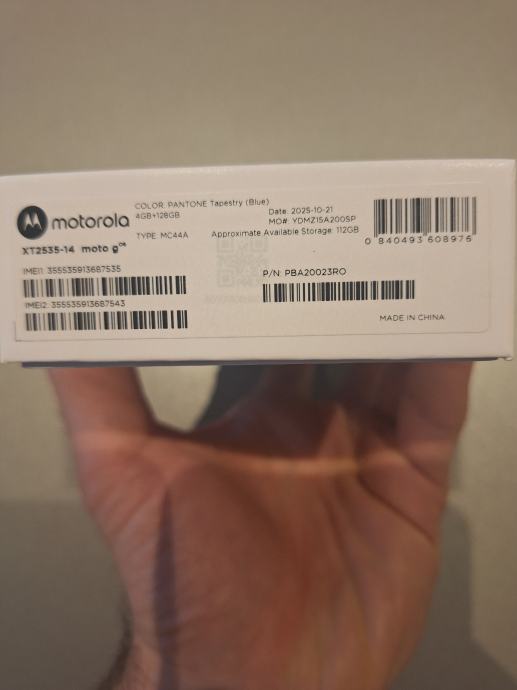 motorola
COLOR: PANTONE Tapestry (Blue)
4GB+128GB
Date: 2025-10-21
MO#: YDMZ15A200SP
TYPE: MC44A
Approximate Available Storage: 112GB
0 840493 608976
XT2535-14 moto g⁰⁶
IMEI1: 355535913687535
P/N: PBA20023RO
IMEI2: 355535913687543
MADE IN CHINA